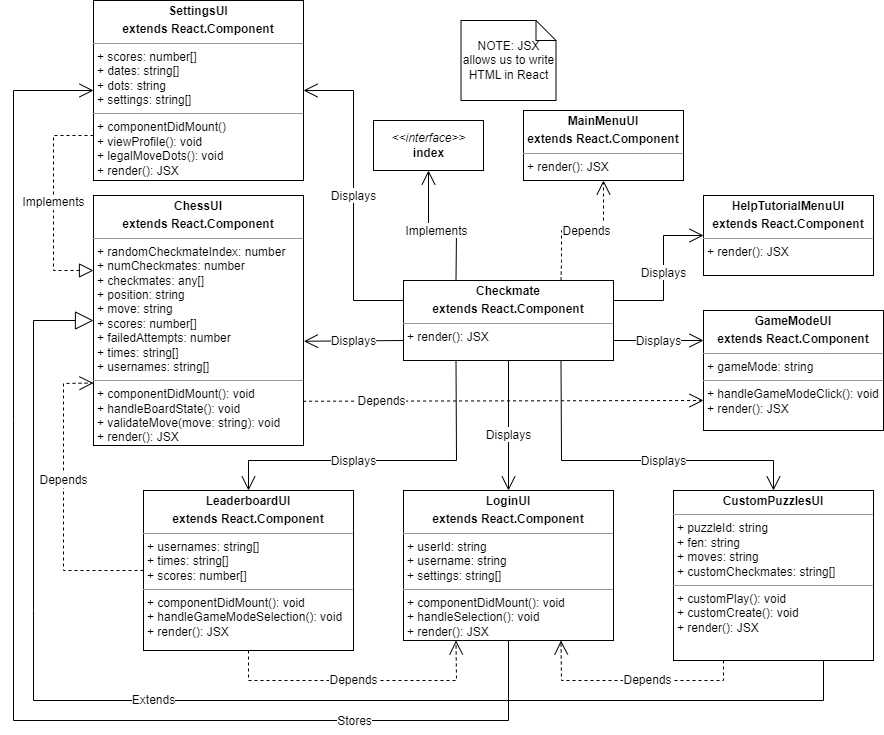 SettingsUI
extends React.Component
+ scores: number[]
+ dates: string[]
+ dots: string
+ settings: string[]
+ componentDidMount()
+ viewProfile(): void
+ legalMoveDots(): void
+ render(): JSX
NOTE: JSX
allows us to write
HTML in React
<<interface>>
index
MainMenuUI
extends React.Component
+ render(): JSX
Implements
Displays
Implements
Depends
HelpTutorialMenuUI
extends React.Component
+ render(): JSX
Displays
ChessUI
extends React.Component
+ randomCheckmateIndex: number
+ numCheckmates: number
+ checkmates: any[]
+ position: string
+ move: string
+ scores: number[]
+ failedAttempts: number
+ times: string[]
+ usernames: string[]
+ componentDidMount(): void
+ handleBoardState(): void
+ validateMove(move: string): void
+ render(): JSX
Checkmate
extends React.Component
+ render(): JSX
Displays
Displays
GameModeUI
extends React.Component
+ gameMode: string
+ handleGameModeClick(): void
+ render(): JSX
Depends
Depends
Displays
Displays
Displays
LeaderboardUI
extends React.Component
+ usernames: string[]
+ times: string[]
+ scores: number[]
+ componentDidMount(): void
+ handleGameModeSelection(): void
+ render(): JSX
LoginUI
extends React.Component
+ userId: string
+ username: string
+ settings: string[]
+ componentDidMount(): void
+ handleSelection(): void
+ render(): JSX
CustomPuzzlesUI
+ puzzleId: string
+ fen: string
+ moves: string
+ customCheckmates: string[]
+ customPlay(): void
+ customCreate(): void
+ render(): JSX
Depends
Depends
Extends
Stores